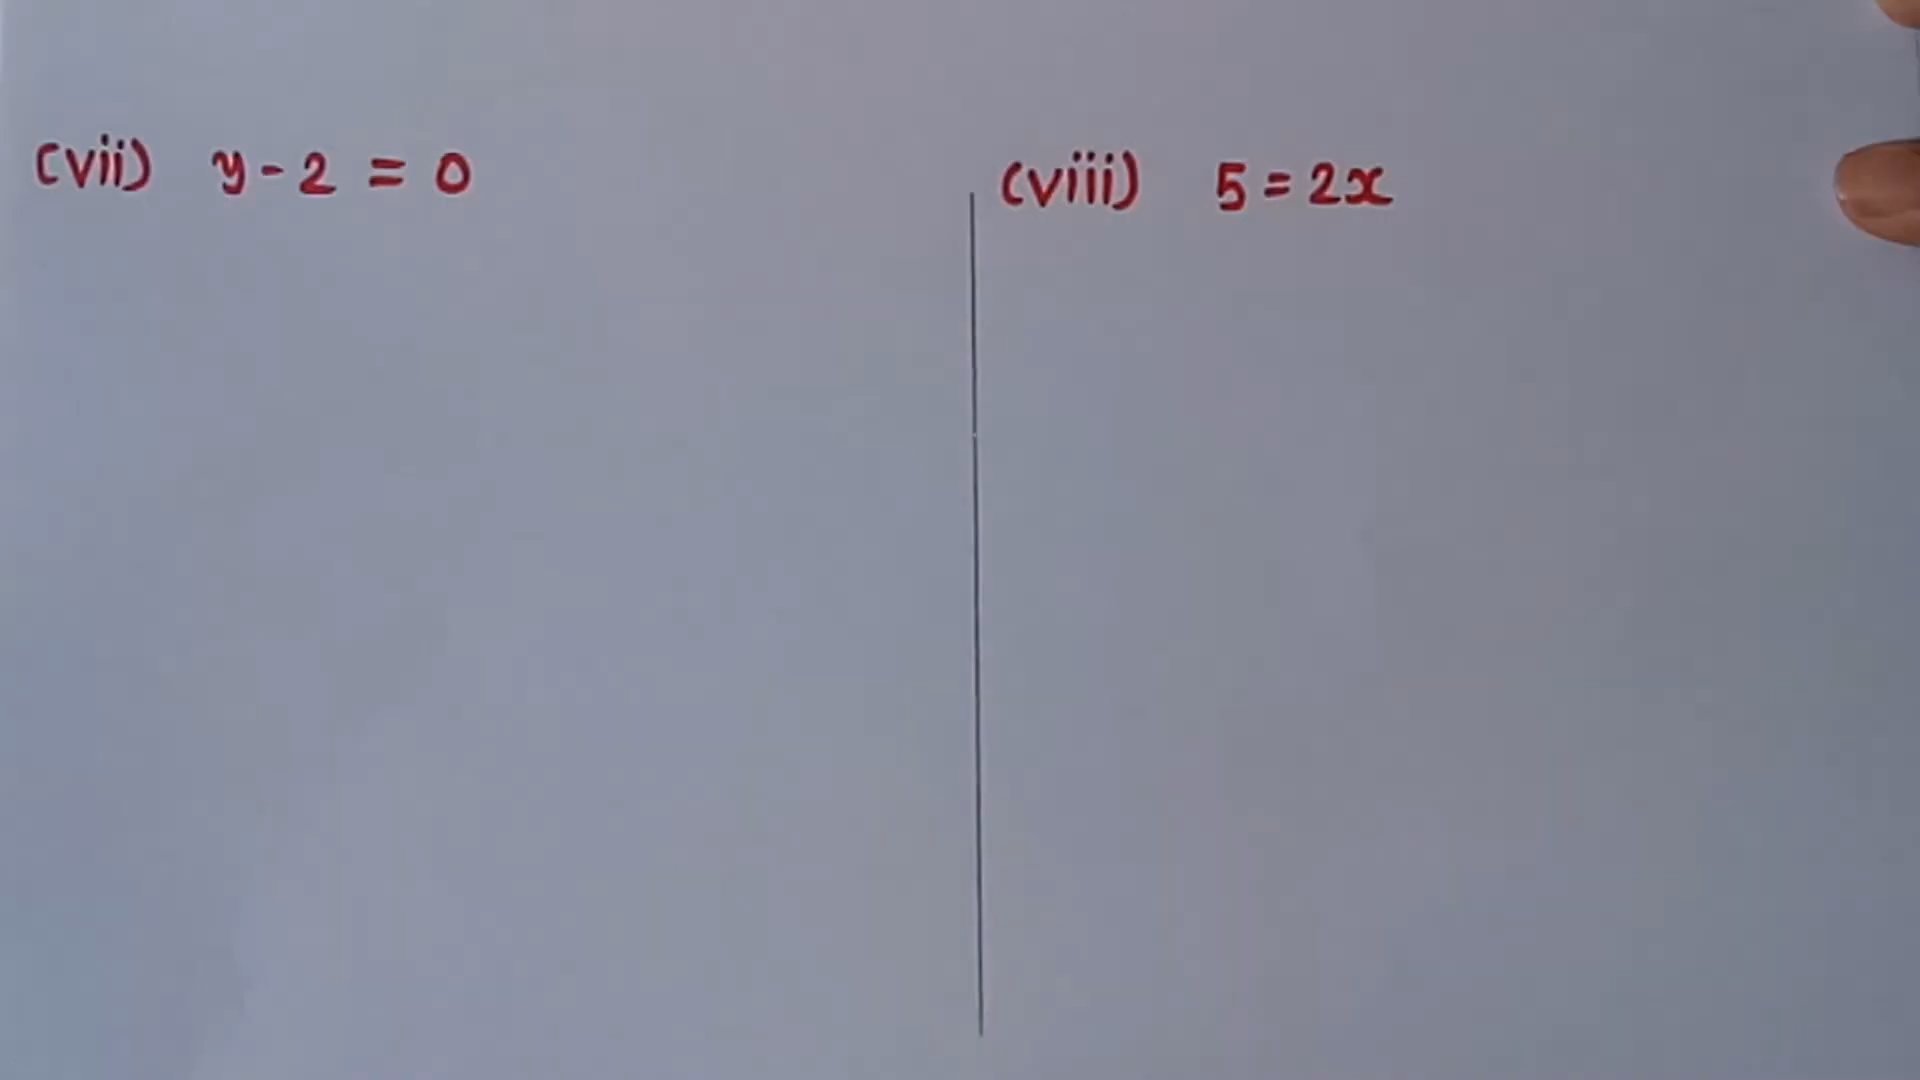 (vii) y - 2 = 0
(viii) 5 = 2x